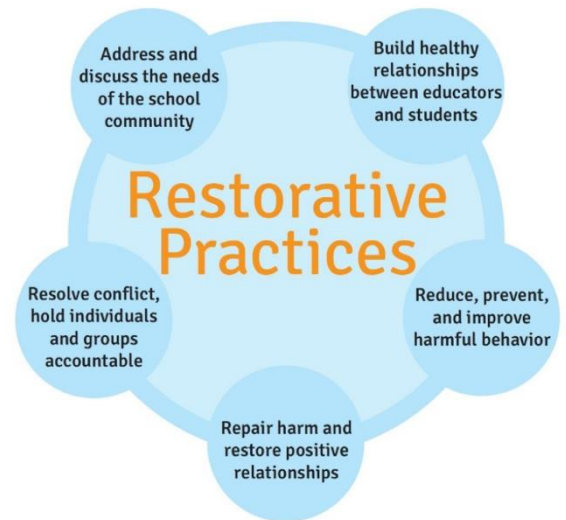 Address and
discuss the needs
of the school
community
Build healthy
relationships
between educators
and students
Restorative
Practices
Resolve conflict,
hold individuals
and groups
accountable
Reduce, prevent,
and improve
harmful behavior
Repair harm and
restore positive
relationships